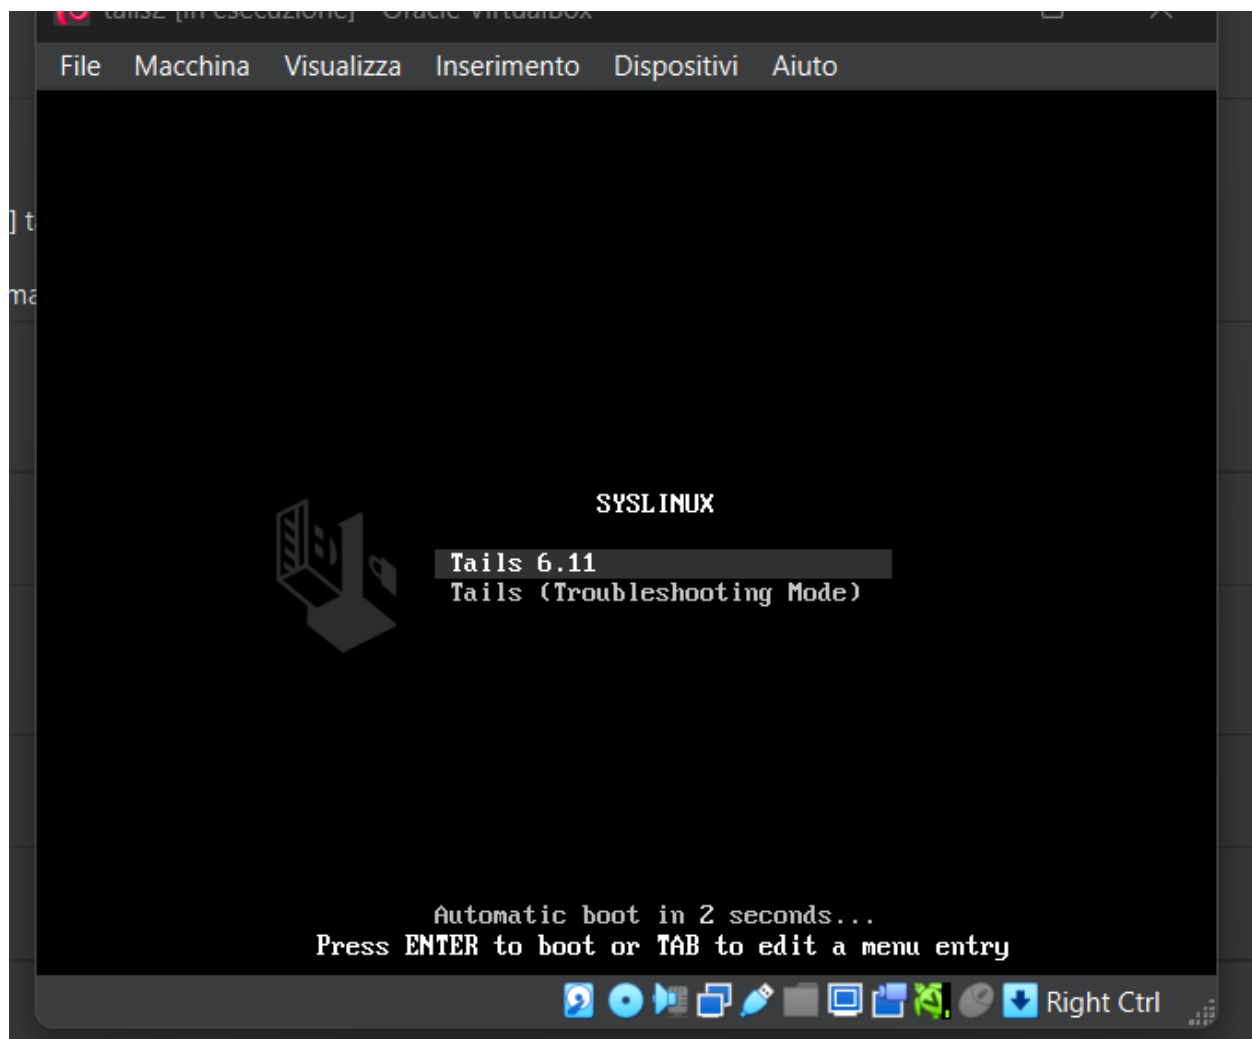 File Macchina Visualizza Inserimento Dispositivi Aiuto
SYSLINUX
Tails 6.11
Tails (Troubleshooting Mode)
Automatic boot in 2 seconds...
Press ENTER to boot or TAB to edit a menu entry
Right Ctrl